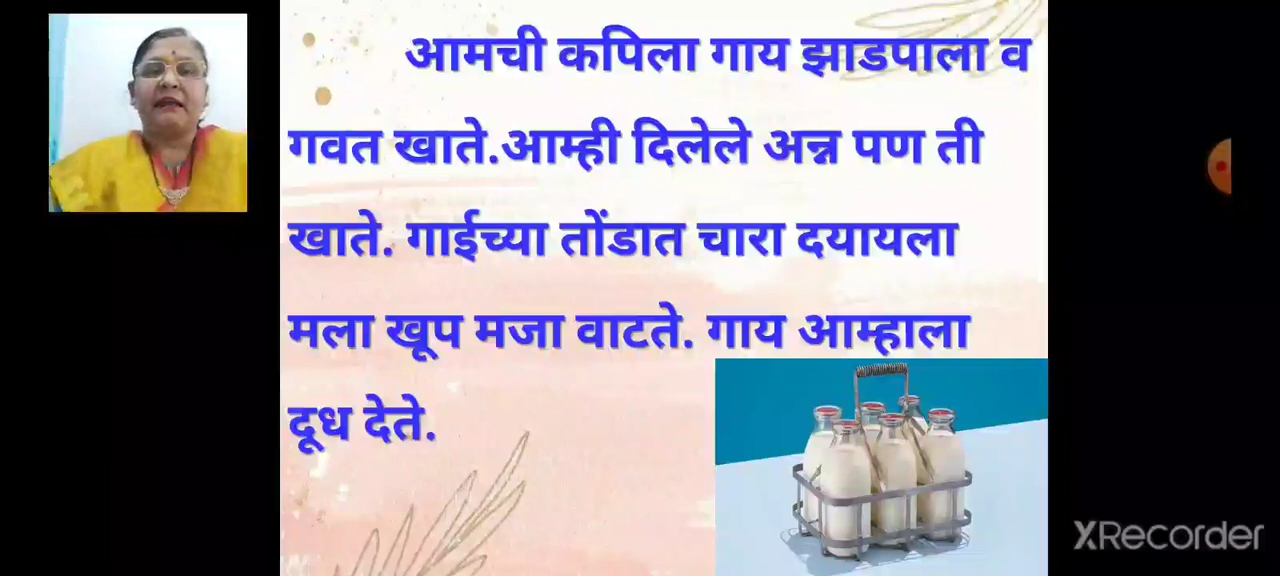 आमची कपिला गाय झाडपाला व
गवत खाते.आम्ही दिलेले अन्न पण ती
खाते. गाईच्या तोंडात चारा दयायला
मला खूप मजा वाटते. गाय आम्हाला
दूध देते.
XRecorder